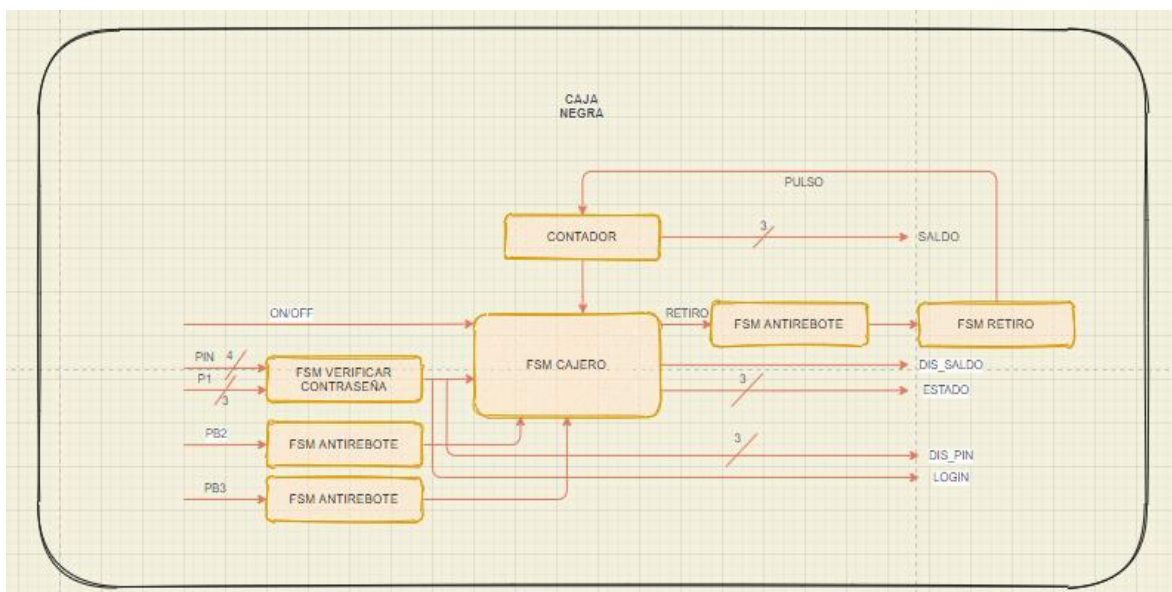 CAJA
NEGRA
PULSO
CONTADOR
3
SALDO
ON/OFF
RETIRO
FSM ANTIREBOTE
FSM RETIRO
PIN
4
FSM VERIFICAR
CONTRASEÑA
FSM CAJERO
DIS_SALDO
P1
3
3
ESTADO
PB2
FSM ANTIREBOTE
3
DIS_PIN
LOGIN
PB3
FSM ANTIREBOTE